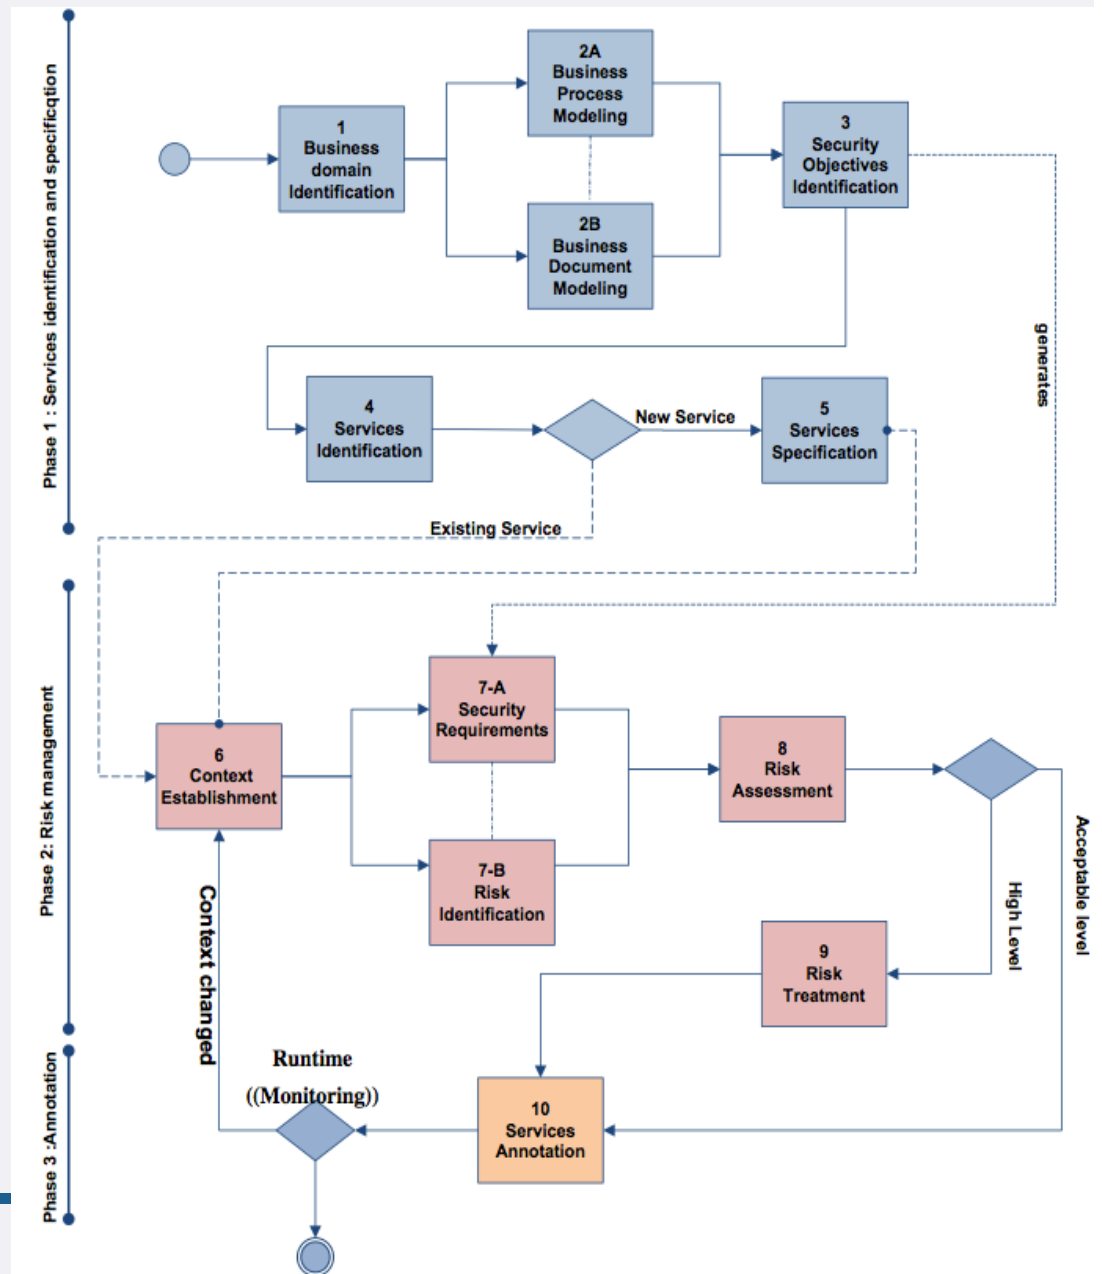 Phase 1 : Services identification and specificqtion
1
Business
domain
Identification
2A
Business
Process
Modeling
2B
Business
Document
Modeling
3
Security
Objectives
Identification
generates
4
Services
Identification
New Service
5
Services
Specification
Existing Service
Phase 2: Risk management
6
Context
Establishment
7-A
Security
Requirements
7-B
Risk
Identification
8
Risk
Assessment
Acceptable level
High Level
9
Risk
Treatment
Context changed
Phase 3 :Annotation
Runtime
((Monitoring))
10
Services
Annotation